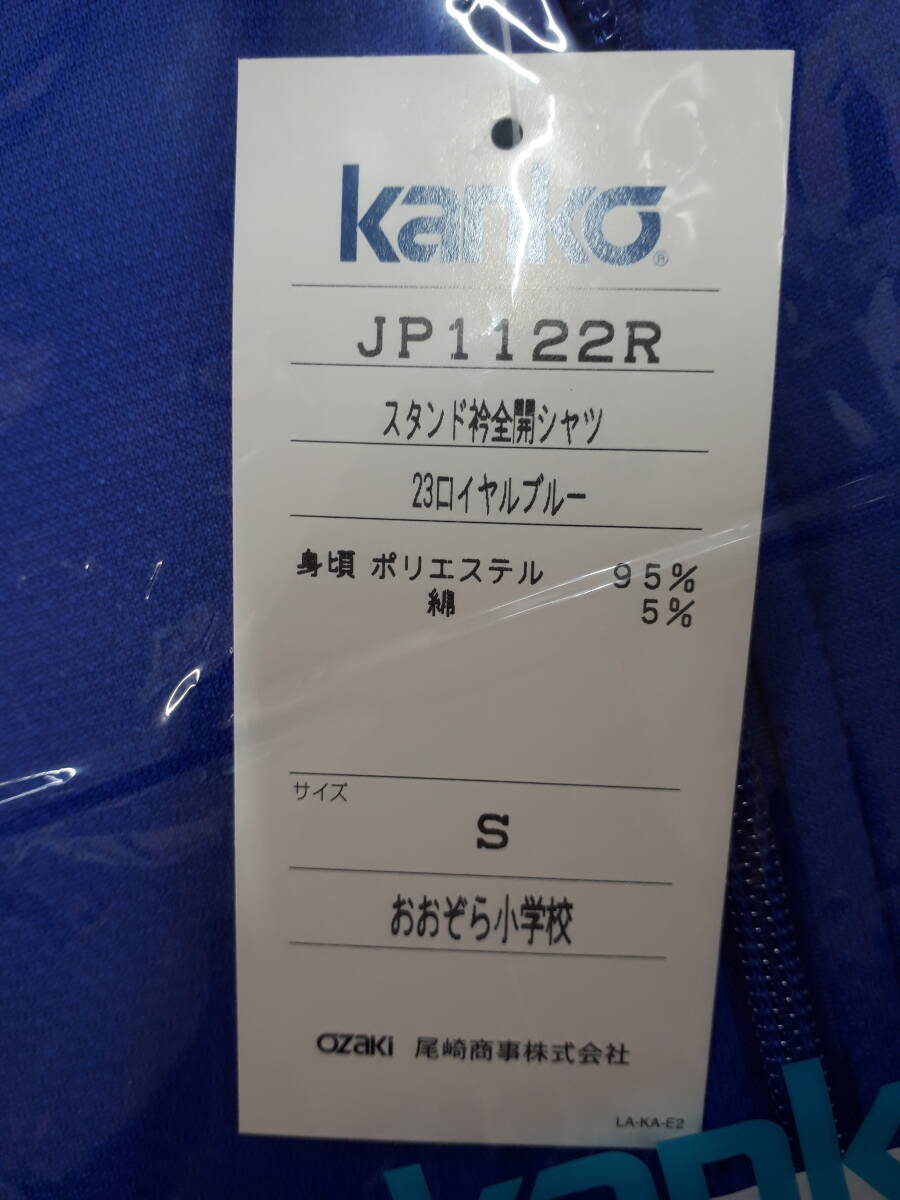 kanko®
JP1122R
スタンド衿全開シャツ
23ロイヤルブルー
身頃 ポリエステル 95%
綿 5%
サイズ
S
おおぞら小学校
OZAKI 尾崎商事株式会社
LA-KA-E2
kanko